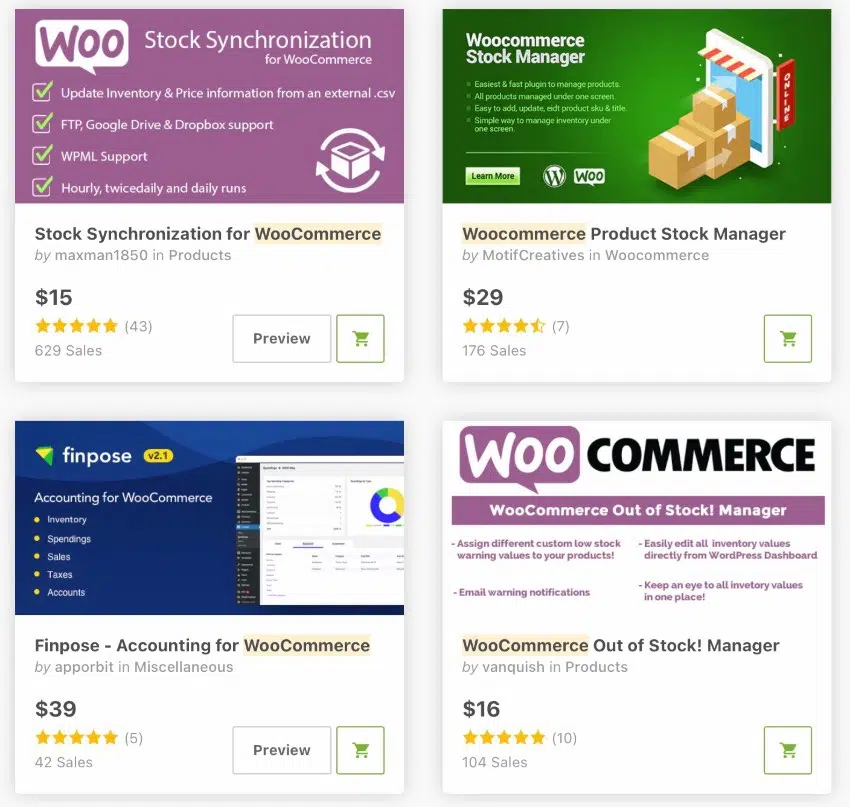 WOO Stock Synchronization
for WooCommerce
Update Inventory & Price information from an external .csv
FTP, Google Drive & Dropbox support
WPML Support
Hourly, twicedaily and daily runs
Stock Synchronization for WooCommerce
by maxman1850 in Products
$15
(43)
629 Sales
Preview
Woocommerce
Stock Manager
Easiest & fast plugin to manage products.
All products managed under one screen.
Easy to add, update, eidt product sku & title.
Simple way to manage inventory under
one screen.
ONLINE
Learn More
WOO
Woocommerce Product Stock Manager
by MotifCreatives in Woocommerce
$29
(7)
176 Sales
finpose v2.1
Accounting for WooCommerce
Inventory
Spendings
Sales
Taxes
Accounts
Finpose - Accounting for WooCommerce
by apporbit in Miscellaneous
$39
(5)
42 Sales
Preview
WOO COMMERCE
WooCommerce Out of Stock! Manager
- Assign different custom low stock
warning values to your products!
- Email warning notifications
- Easily edit all inventory values
directly from WordPress Dashboard
- Keep an eye to all invetory values
in one place!
WooCommerce Out of Stock! Manager
by vanquish in Products
$16
(10)
104 Sales